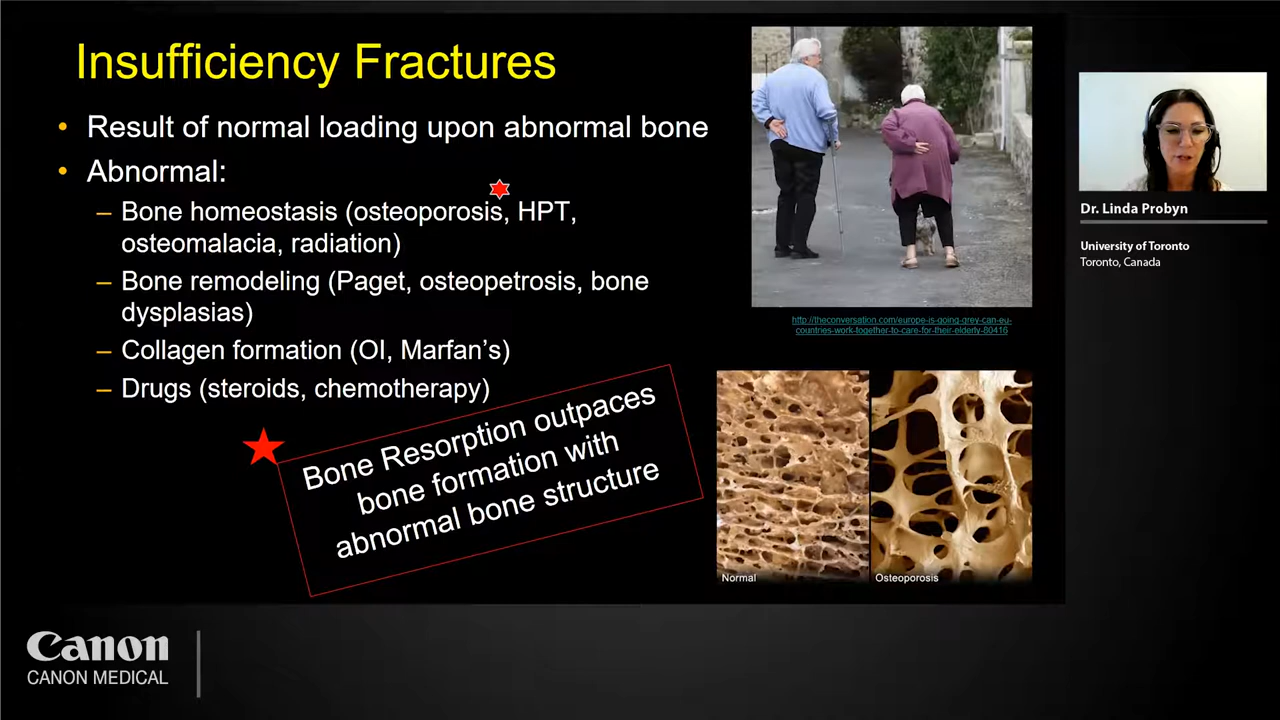 Insufficiency Fractures
• Result of normal loading upon abnormal bone
• Abnormal:
– Bone homeostasis (osteoporosis, HPT,
osteomalacia, radiation)
– Bone remodeling (Paget, osteopetrosis, bone
dysplasias)
– Collagen formation (OI, Marfan’s)
– Drugs (steroids, chemotherapy)
Bone Resorption outpaces
bone formation with
abnormal bone structure
http://theconversation.com/europe-is-going-grey-can-eu-
countries-work-together-to-care-for-their-elderly-80416
Normal
Osteoporosis
Dr. Linda Probyn
University of Toronto
Toronto, Canada
Canon
CANON MEDICAL